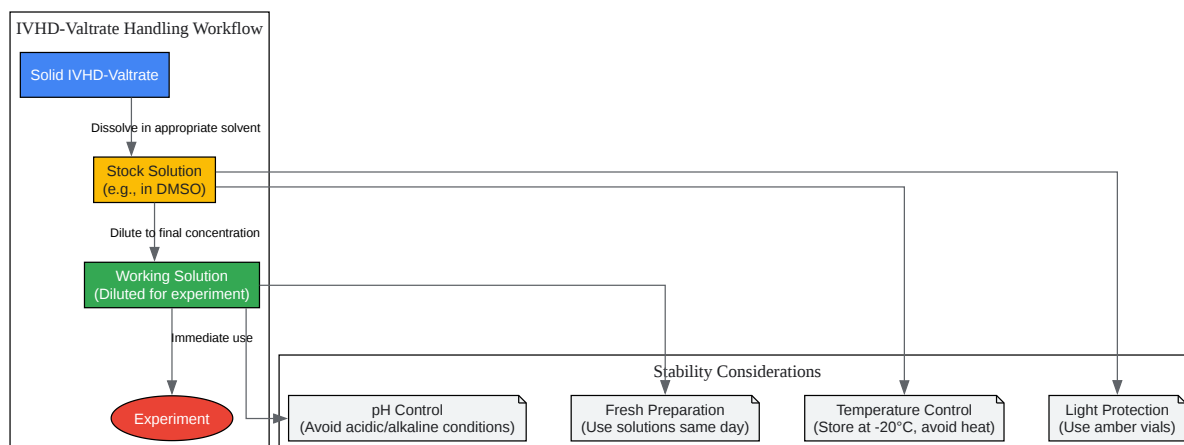 IVHD-Valtrate Handling Workflow
Solid IVHD-Valtrate
Dissolve in appropriate solvent
Stock Solution
(e.g., in DMSO)
Dilute to final concentration
Working Solution
(Diluted for experiment)
Immediate use
Experiment
Stability Considerations
pH Control
(Avoid acidic/alkaline conditions)
Fresh Preparation
(Use solutions same day)
Temperature Control
(Store at -20°C, avoid heat)
Light Protection
(Use amber vials)